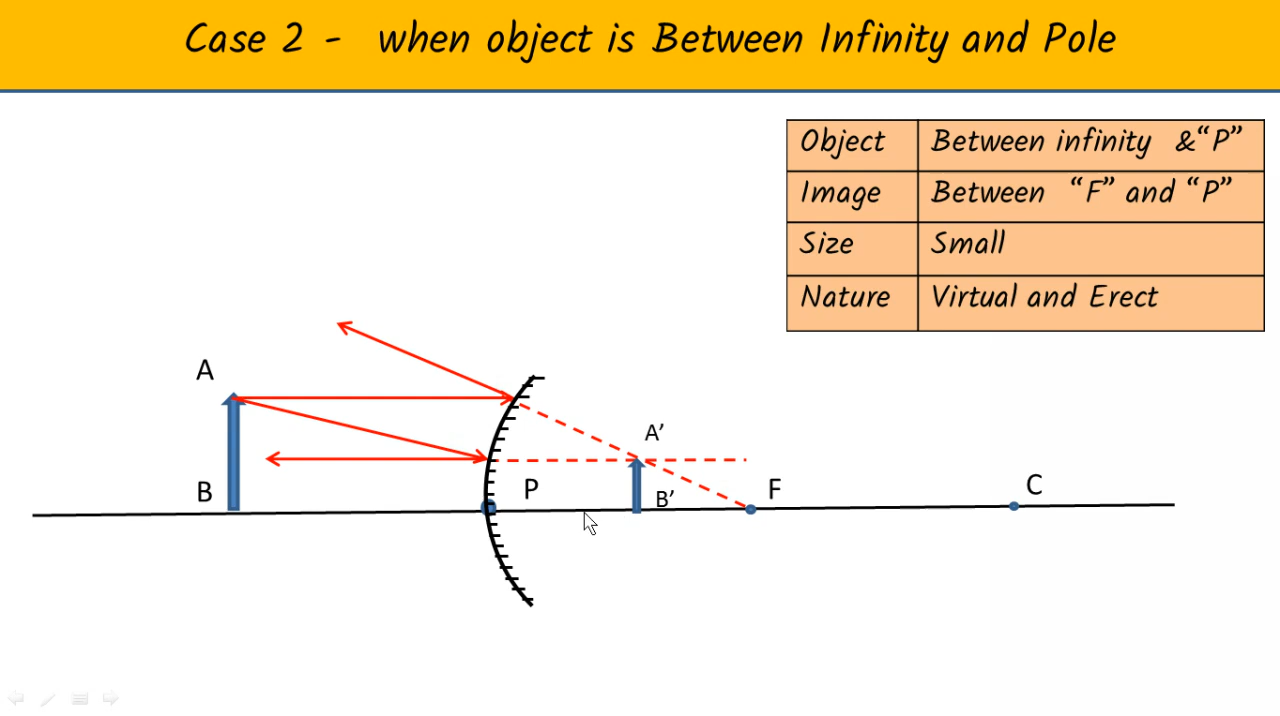 Case 2 - when object is Between Infinity and Pole
Object Between infinity &“P”
Image Between “F” and “P”
Size Small
Nature Virtual and Erect
A
A’
B
P
B’
F
C